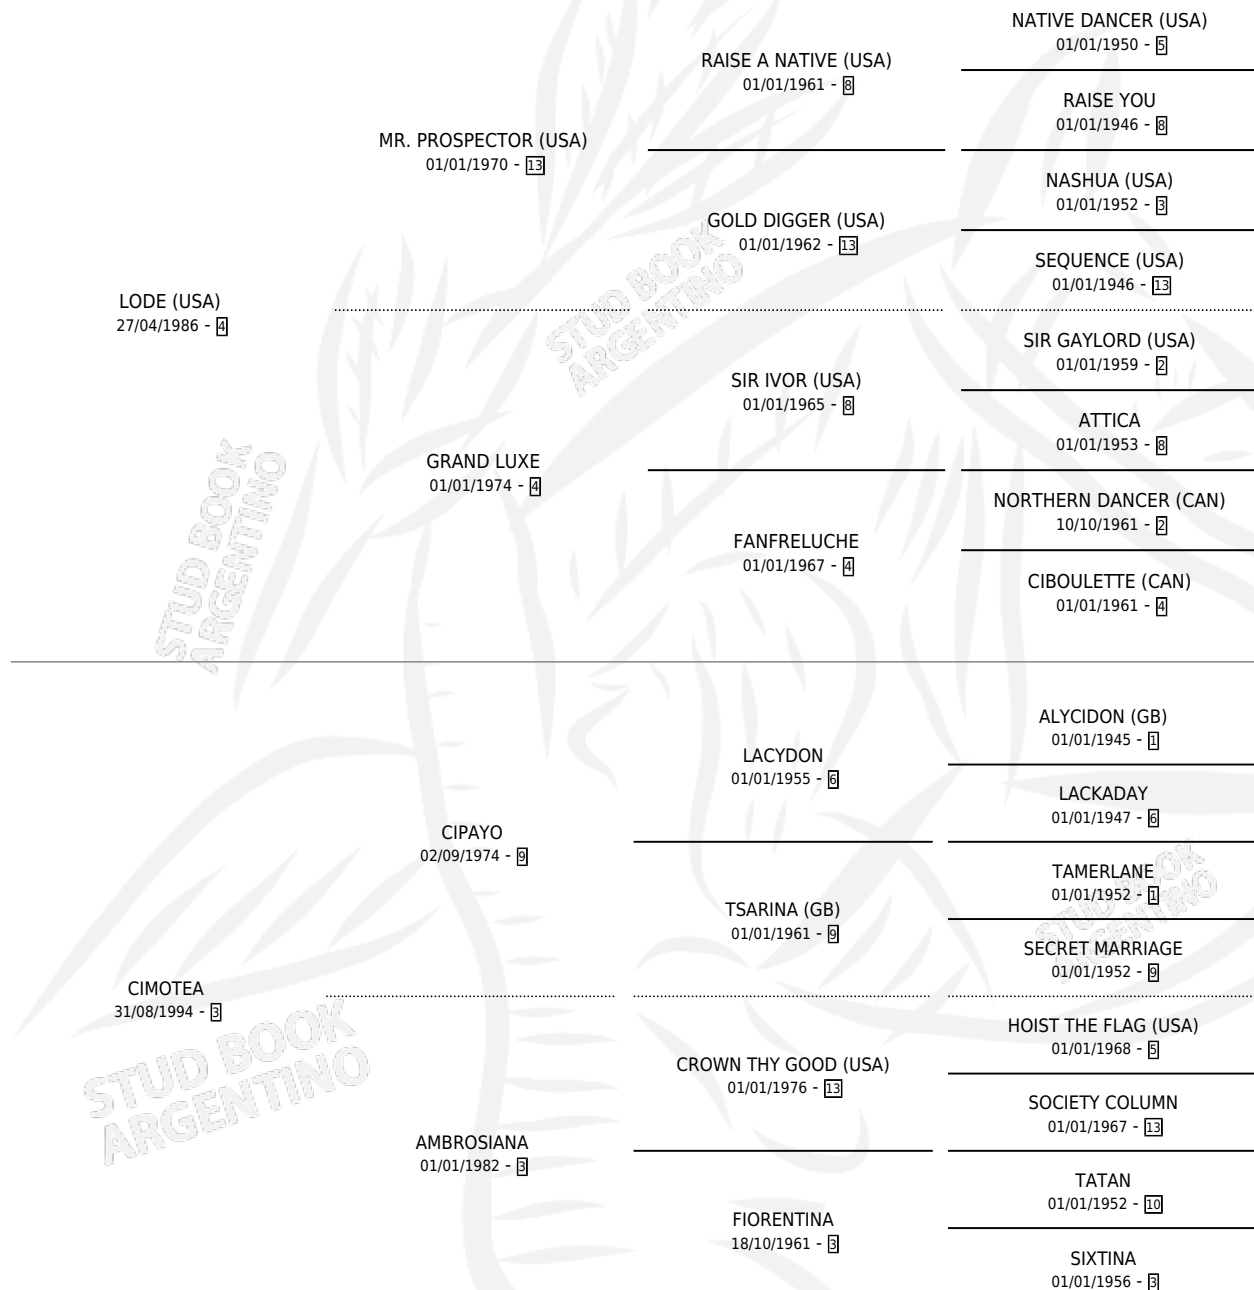 NATIVE DANCER (USA)
01/01/1950 - 5
RAISE A NATIVE (USA)
01/01/1961 - 8
RAISE YOU
01/01/1946 - 8
MR. PROSPECTOR (USA)
01/01/1970 - 13
NASHUA (USA)
01/01/1952 - 3
GOLD DIGGER (USA)
01/01/1962 - 13
SEQUENCE (USA)
01/01/1946 - 13
LODE (USA)
27/04/1986 - 4
STUD BOOK
ARGENTINO
SIR GAYLORD (USA)
01/01/1959 - 2
SIR IVOR (USA)
01/01/1965 - 8
ATTICA
01/01/1953 - 8
GRAND LUXE
01/01/1974 - 4
NORTHERN DANCER (CAN)
10/10/1961 - 2
FANFRELUCHE
01/01/1967 - 4
CIBOULETTE (CAN)
01/01/1961 - 4
STUD BOOK
ARGENTINO
ALYCIDON (GB)
01/01/1945 - 1
LACYDON
01/01/1955 - 6
LACKADAY
01/01/1947 - 6
CIPAYO
02/09/1974 - 9
TAMERLANE
01/01/1952 - 1
TSARINA (GB)
01/01/1961 - 9
SECRET MARRIAGE
01/01/1952 - 9
STUD BOOK
ARGENTINO
CIMOTEA
31/08/1994 - 3
HOIST THE FLAG (USA)
01/01/1968 - 5
CROWN THY GOOD (USA)
01/01/1976 - 13
SOCIETY COLUMN
01/01/1967 - 13
STUD BOOK
ARGENTINO
AMBROSIANA
01/01/1982 - 3
TATAN
01/01/1952 - 10
FIORENTINA
18/10/1961 - 3
SIXTINA
01/01/1956 - 3